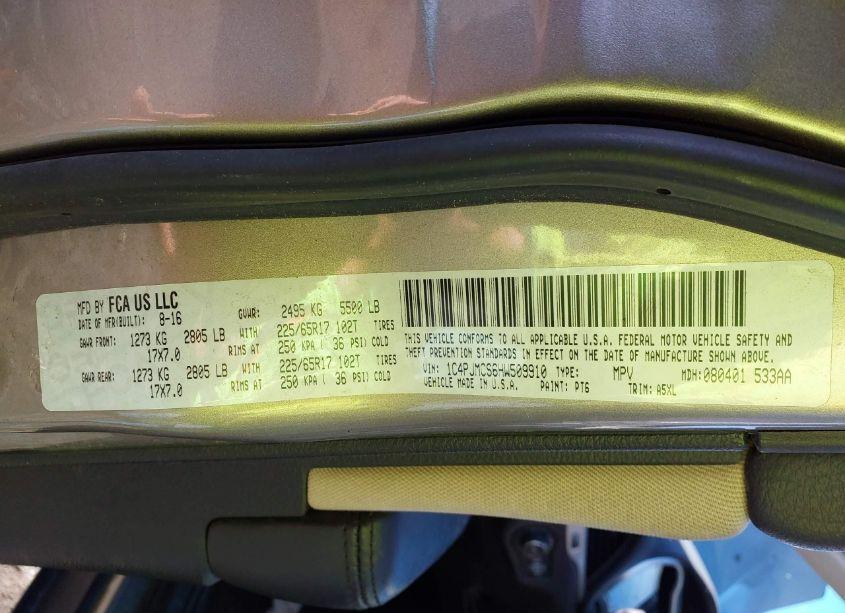 MFD BY FCA US LLC
DATE OF MFR(BUILT): 8-16 GVWR: 2495 KG 5500 LB
GAWR FRONT: 1273 KG 2805 LB WITH 225/65R17 102T TIRES
17X7.0 RIMS AT 250 KPA ( 36 PSI) COLD
GAWR REAR: 1273 KG 2805 LB WITH 225/65R17 102T TIRES
17X7.0 RIMS AT 250 KPA ( 36 PSI) COLD
THIS VEHICLE CONFORMS TO ALL APPLICABLE U.S.A. FEDERAL MOTOR VEHICLE SAFETY AND
THEFT PREVENTION STANDARDS IN EFFECT ON THE DATE OF MANUFACTURE SHOWN ABOVE.
VIN: 1C4PJMCS6HW509910 TYPE: MPV MDH: 080401 533AA
VEHICLE MADE IN U.S.A. PAINT: PT6 TRIM: A5XL